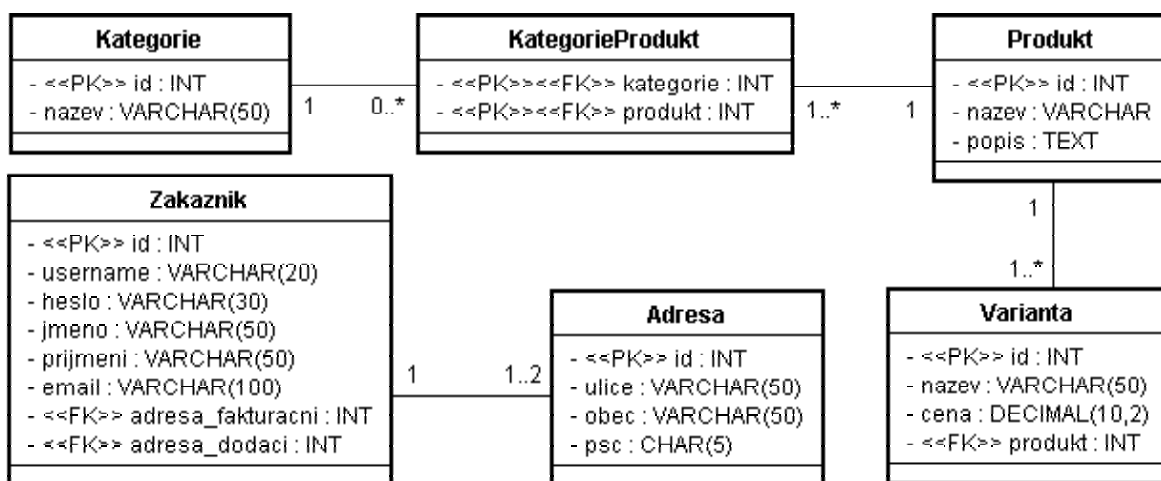 Kategorie
- <<PK>> id : INT
- nazev : VARCHAR(50)
1
0..*
KategorieProdukt
- <<PK>><<FK>> kategorie : INT
- <<PK>><<FK>> produkt : INT
1..*
1
Produkt
- <<PK>> id : INT
- nazev : VARCHAR
- popis : TEXT
1
1..*
Zakaznik
- <<PK>> id : INT
- username : VARCHAR(20)
- heslo : VARCHAR(30)
- jmeno : VARCHAR(50)
- prijmeni : VARCHAR(50)
- email : VARCHAR(100)
- <<FK>> adresa_fakturacni : INT
- <<FK>> adresa_dodaci : INT
1
1..2
Adresa
- <<PK>> id : INT
- ulice : VARCHAR(50)
- obec : VARCHAR(50)
- psc : CHAR(5)
Varianta
- <<PK>> id : INT
- nazev : VARCHAR(50)
- cena : DECIMAL(10,2)
- <<FK>> produkt : INT